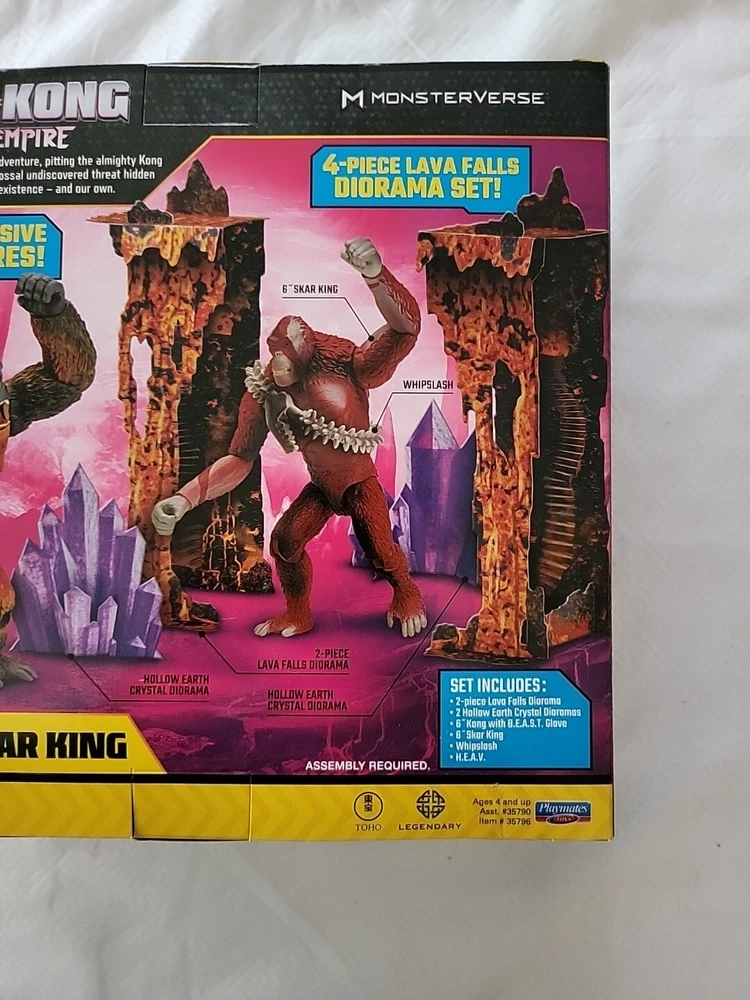 KONG
EMPIRE
MONSTERVERSE
adventure, pitting the almighty Kong
ossal undiscovered threat hidden
existence – and our own.
4-PIECE LAVA FALLS
DIORAMA SET!
SIVE
RES!
6" SKAR KING
WHIPSLASH
2-PIECE
LAVA FALLS DIORAMA
HOLLOW EARTH
CRYSTAL DIORAMA
HOLLOW EARTH
CRYSTAL DIORAMA
SET INCLUDES:
• 2-piece Lava Falls Diorama
• 2 Hollow Earth Crystal Dioramas
• 6" Kong with B.E.A.S.T. Glove
• 6" Skar King
• Whipslash
• H.E.A.V.
AR KING
ASSEMBLY REQUIRED.
東宝
TOHO
LEGENDARY
Ages 4 and up
Asst. #35790
Item # 35796
Playmates
TOYS